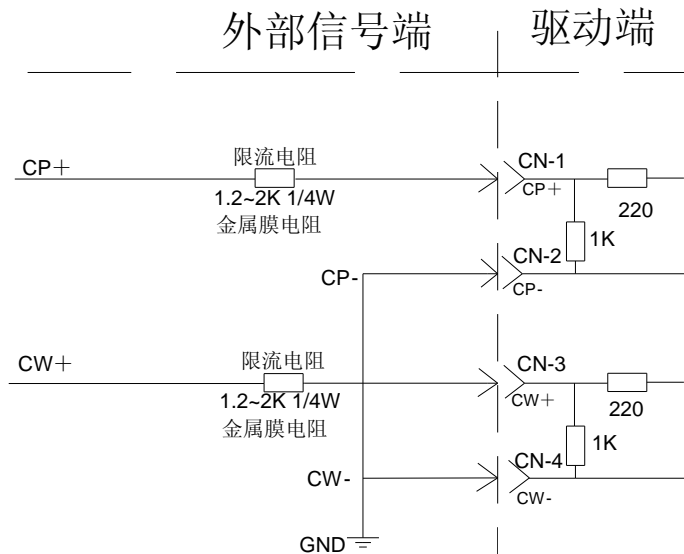 外部信号端
驱动端
CP＋
限流电阻
1.2~2K 1/4W
金属膜电阻
CN-1
CP＋
220
1K
CN-2
CP-
CP-
CW＋
限流电阻
1.2~2K 1/4W
金属膜电阻
CN-3
CW＋
220
1K
CN-4
CW-
CW-
GND